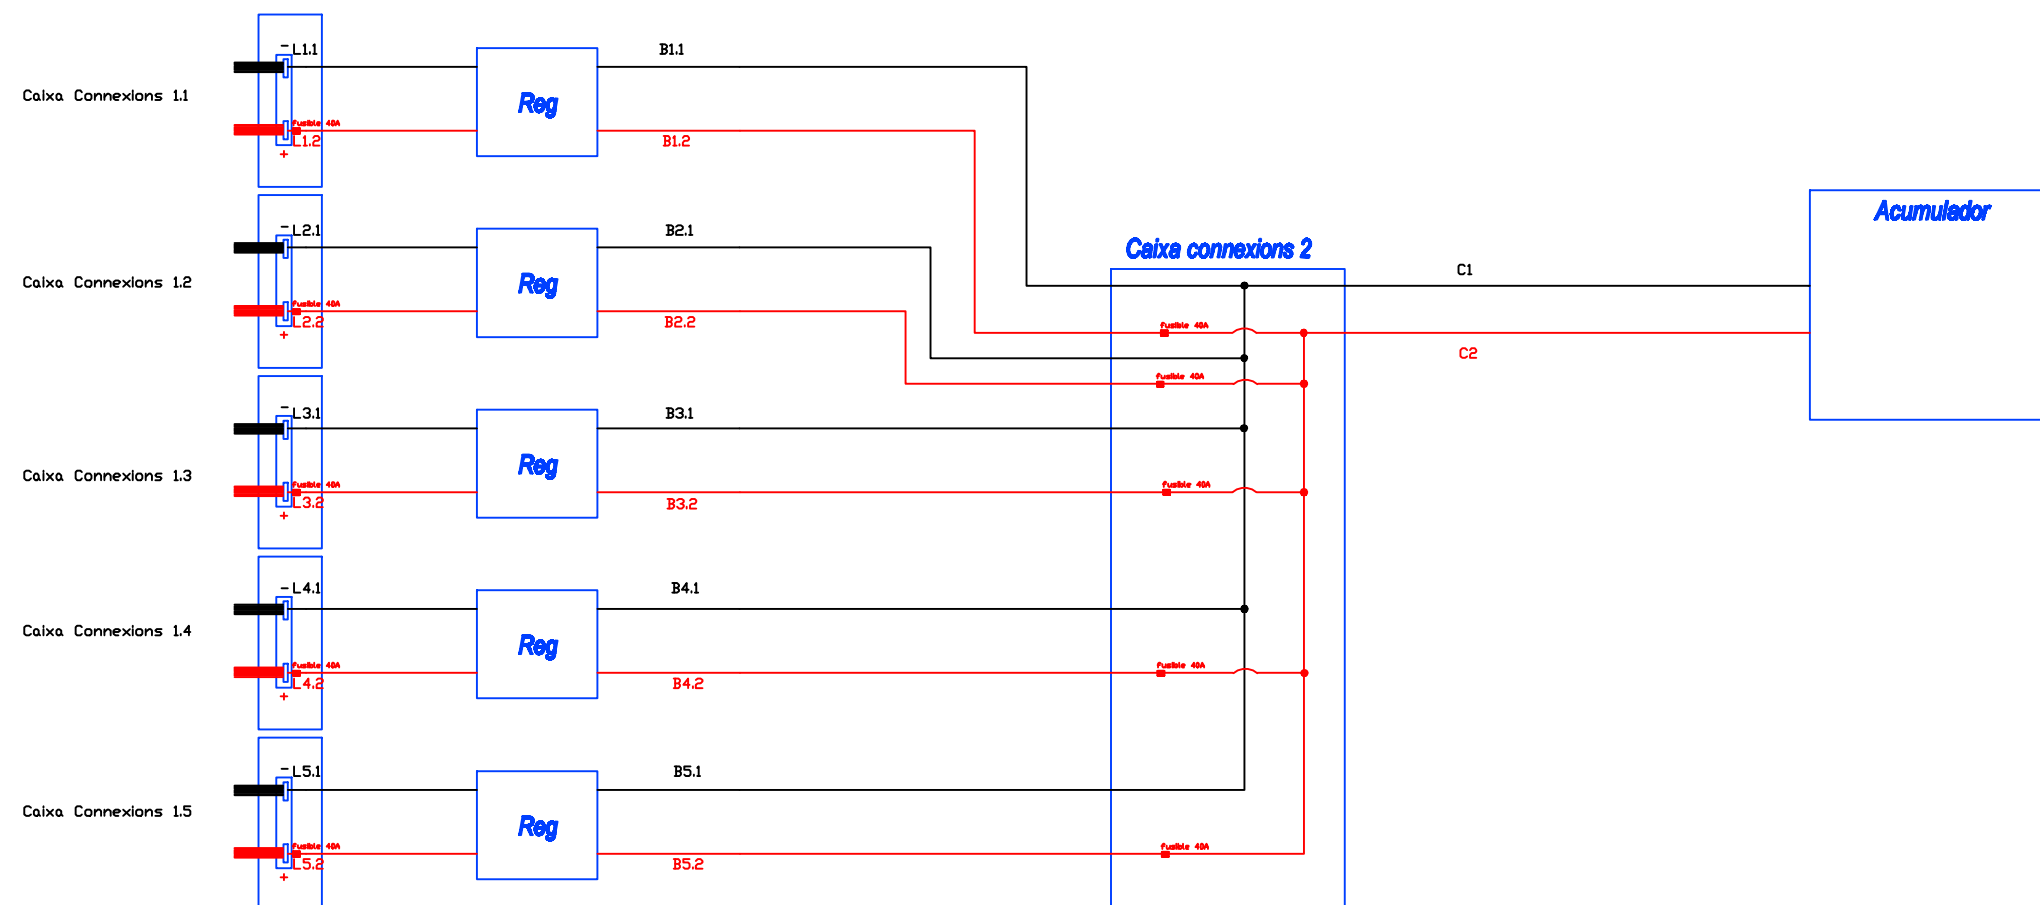 - L1.1
B1.1
Caixa Connexions 1.1
Reg
fusible 40A
L1.2
B1.2
+
Acumulador
- L2.1
B2.1
Caixa connexions 2
C1
Caixa Connexions 1.2
Reg
fusible 40A
L2.2
B2.2
+
fusible 40A
C2
fusible 40A
- L3.1
B3.1
Caixa Connexions 1.3
Reg
fusible 40A
L3.2
B3.2
+
fusible 40A
- L4.1
B4.1
Caixa Connexions 1.4
Reg
fusible 40A
L4.2
B4.2
+
fusible 40A
- L5.1
B5.1
Caixa Connexions 1.5
Reg
fusible 40A
L5.2
B5.2
+
fusible 40A